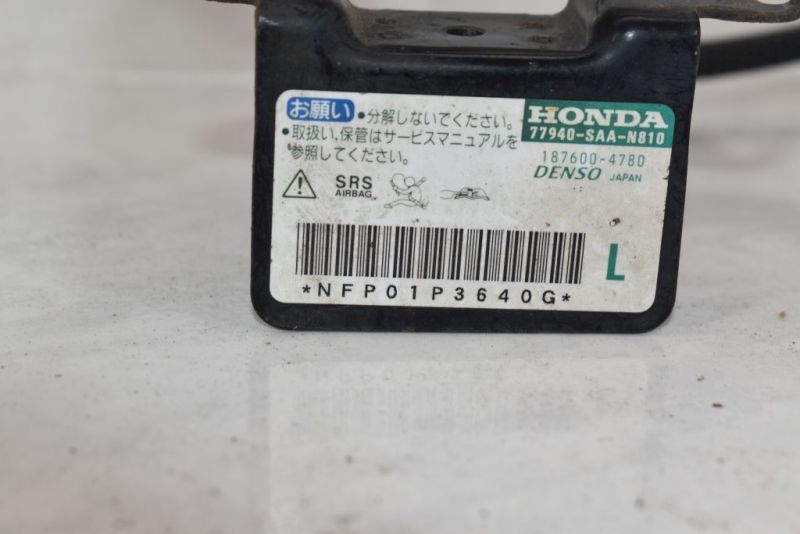 お願い
•分解しないでください。
•取扱い、保管はサービスマニュアルを
参照してください。
HONDA
77940-SAA-N810
187600-4780
DENSO JAPAN
SRS
AIRBAG
L
*NFP01P3640G*